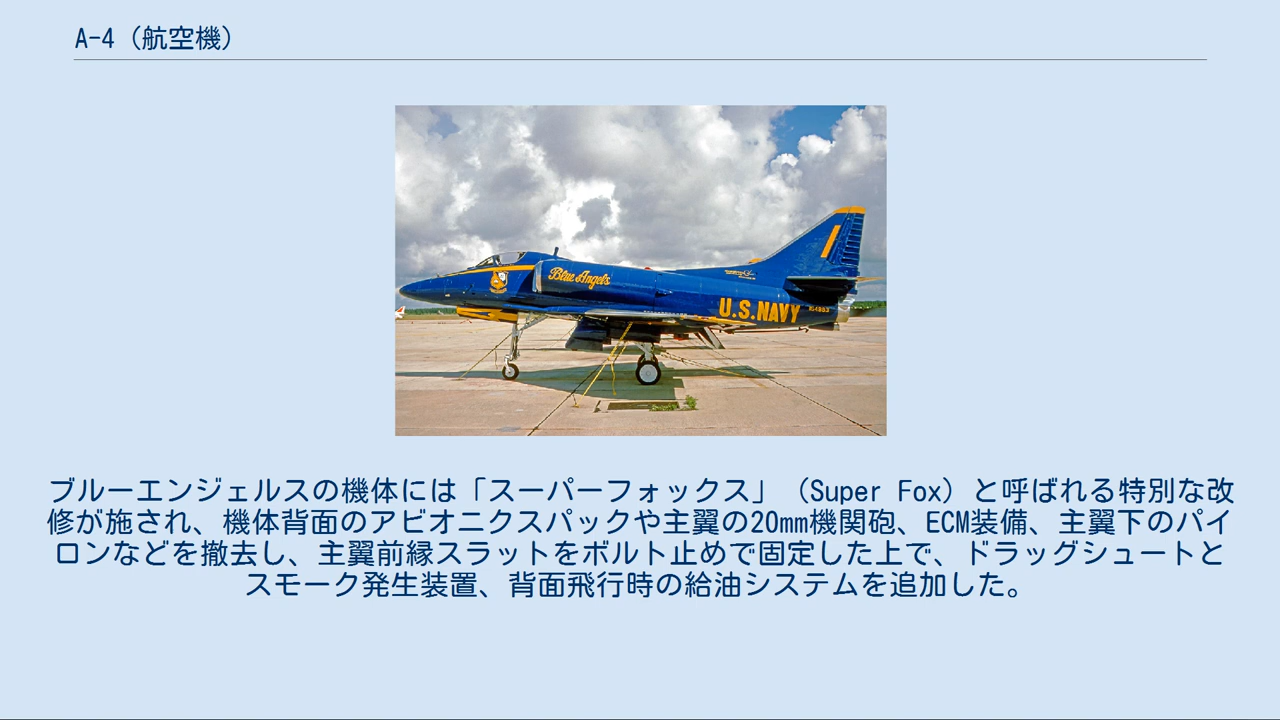 A-4（航空機）
Blue Angels
U.S.NAVY
ブルーエンジェルスの機体には「スーパーフォックス」（Super Fox）と呼ばれる特別な改
修が施され、機体背面のアビオニクスパックや主翼の20mm機関砲、ECM装備、主翼下のパイ
ロンなどを撤去し、主翼前縁スラットをボルト止めで固定した上で、ドラッグシュートと
スモーク発生装置、背面飛行時の給油システムを追加した。